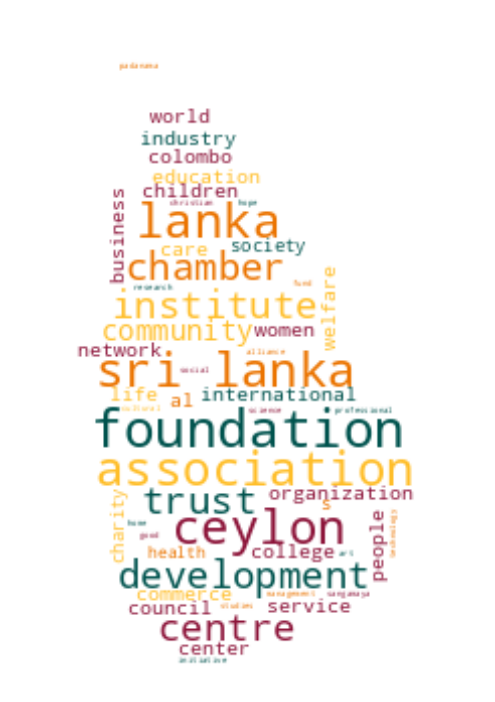 padanama
world
industry
colombo
education
children
business
christian hope
lanka
care society
chamber
research fund
institute
welfare
community women
network alliance
sri lanka
social
life international
al
national science professional
foundation
association
trust organization
s
charity
ceylon
people
technology
home
good
health college art
development
commerce management sangamaya
council studies service
centre
center
initiative